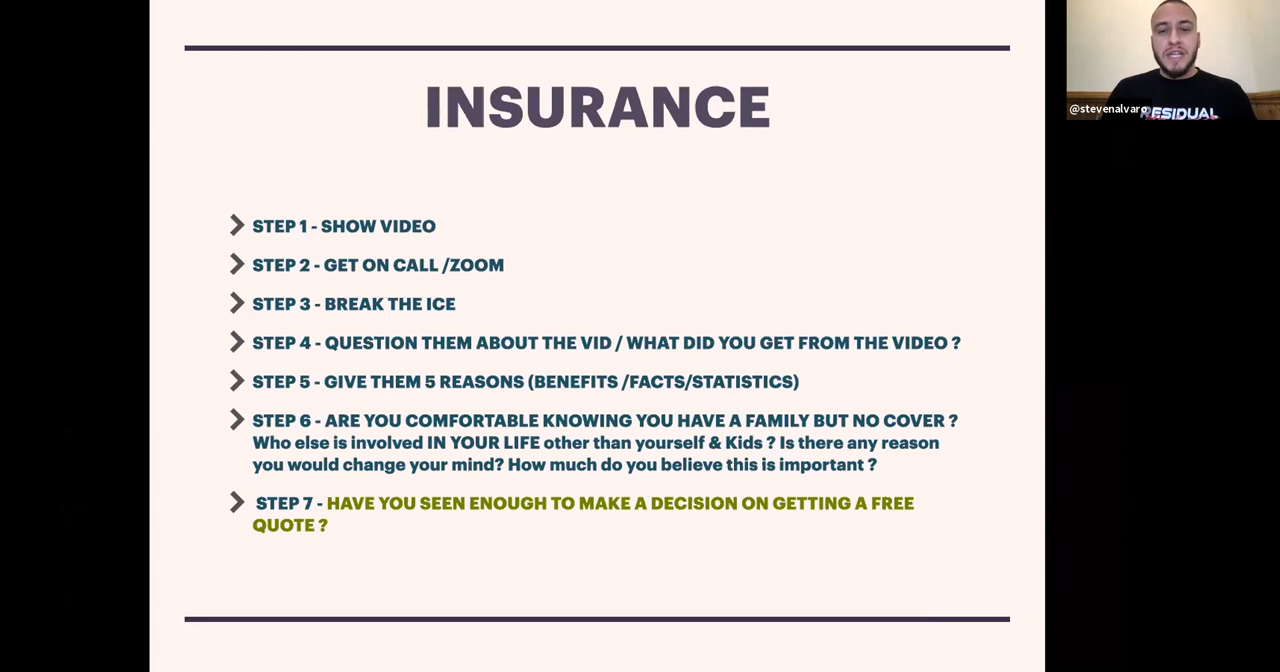 INSURANCE
STEP 1 - SHOW VIDEO
STEP 2 - GET ON CALL /ZOOM
STEP 3 - BREAK THE ICE
STEP 4 - QUESTION THEM ABOUT THE VID / WHAT DID YOU GET FROM THE VIDEO ?
STEP 5 - GIVE THEM 5 REASONS (BENEFITS /FACTS/STATISTICS)
STEP 6 - ARE YOU COMFORTABLE KNOWING YOU HAVE A FAMILY BUT NO COVER ?
Who else is involved IN YOUR LIFE other than yourself & Kids ? Is there any reason
you would change your mind? How much do you believe this is important ?
STEP 7 - HAVE YOU SEEN ENOUGH TO MAKE A DECISION ON GETTING A FREE
QUOTE ?
@stevenalvaro
RESIDUAL